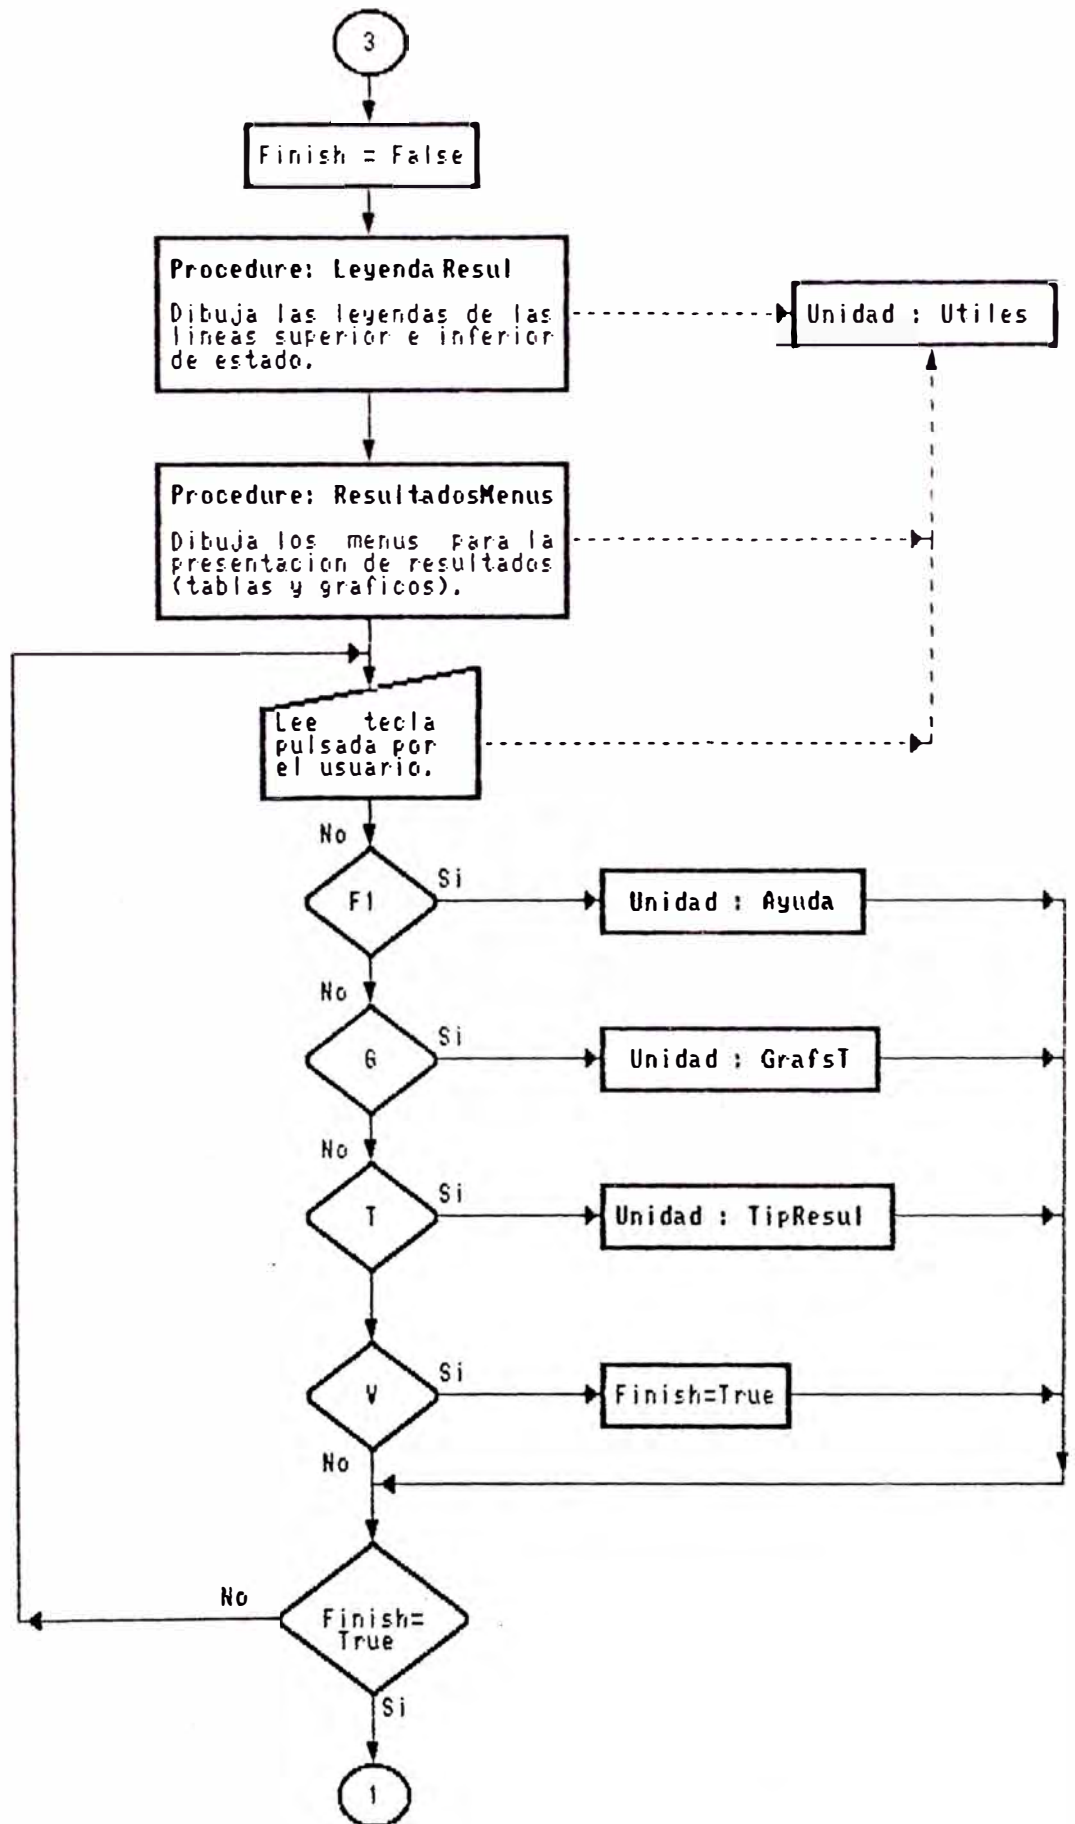 3
Finish = False
Procedure: LeyendaResul
Dibuja las leyendas de las
lineas superior e inferior
de estado.
Unidad : Utiles
Procedure: ResultadosMenus
Dibuja los menus para la
presentacion de resultados
(tablas y graficos).
Lee tecla
pulsada por
el usuario.
No
F1
Si
Unidad : Ayuda
No
G
Si
Unidad : GrafsT
No
T
Si
Unidad : TipResul
V
Si
Finish=True
No
No
Finish=
True
Si
1